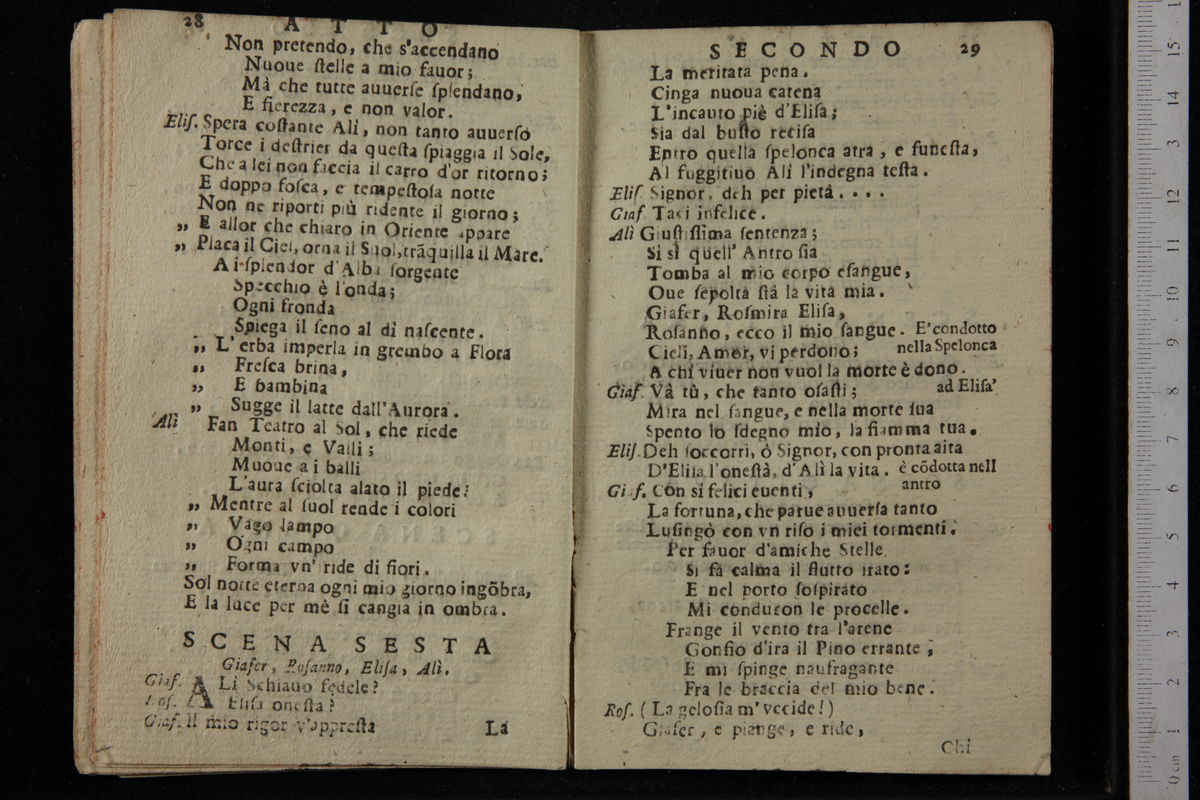 28 ATTO
Non pretendo, che s'accendano
Nuoue ſtelle a mio fauor;
Mà che tutte auuerſe ſplendano,
E fierezza, e non valor.
Eliſ. Spera coſtante Alì, non tanto auuerſo
Torce i deſtrier da queſta ſpiaggia il Sole,
Che a lei non faccia il carro d'or ritorno;
E doppo foſca, e tempeſtoſa notte
Non ne riporti più ridente il giorno;
„ E allor che chiaro in Oriente appare
„ Placa il Ciel, orna il Suol, trãquilla il Mare.
A i ſplendor d'Alba ſorgente
Specchio è l'onda;
Ogni fronda
Spiega il ſeno al dì naſcente.
„ L'erba imperla in grembo a Flora
„ Freſca brina,
„ E bambina
„ Sugge il latte dall'Aurora.
Alì Fan Teatro al Sol, che riede
Monti, e Valli;
Muoue a i balli
L'aura ſciolta alato il piede!
„ Mentre al ſuol rende i colori
„ Vago lampo
„ Ogni campo
„ Forma vn' ride di fiori.
Sol notte eterna ogni mio giorno ingõbra,
E la luce per mè ſi cangia in ombra.
SCENA SESTA
Giafer, Roſanno, Eliſa, Alì.
Giaf. ALi Schiauo fedele?
Roſ. Eliſa oneſta?
Giaf. Il mio rigor v'appreſta
La
SECONDO 29
La meritata pena.
Cinga nuoua catena
L'incauto piè d'Eliſa;
Sia dal buſto reciſa
Entro quella ſpelonca atra, e funeſta,
Al fuggitiuo Alì l'indegna teſta.
Eliſ Signor, deh per pietà. . . .
Giaf. Taci infelice.
Alì Giuſtiſſima ſentenza;
Sì sì quell' Antro ſia
Tomba al mio corpo eſangue,
Oue ſepolta ſtà la vita mia.
Giafer, Roſmira Eliſa,
Roſanno, ecco il mio ſangue. E' condotto
Cieli, Amor, vi perdono; nella Spelonca
A chi viuer non vuol la morte è dono.
Giaf. Và tù, che tanto oſaſti; ad Eliſa'
Mira nel ſangue, e nella morte ſua
Spento lo ſdegno mio, la fiamma tua.
Eliſ. Deh ſoccorri, ò Signor, con pronta aita
D'Eliſa l'oneſtà, d'Alì la vita. è cõdotta nell
Giaf. Con sì felici euenti, antro
La fortuna, che parue auuerſa tanto
Luſingò con vn riſo i miei tormenti.
Per fauor d'amiche Stelle
Si fà calma il flutto irato:
E nel porto ſoſpirato
Mi conducon le procelle.
Frange il vento tra l'arene
Gonfio d'ira il Pino errante;
E mi ſpinge naufragante
Fra le braccia del mio bene.
Roſ. (La geloſia m'vccide!)
Giafer, e piange, e ride,
Chi